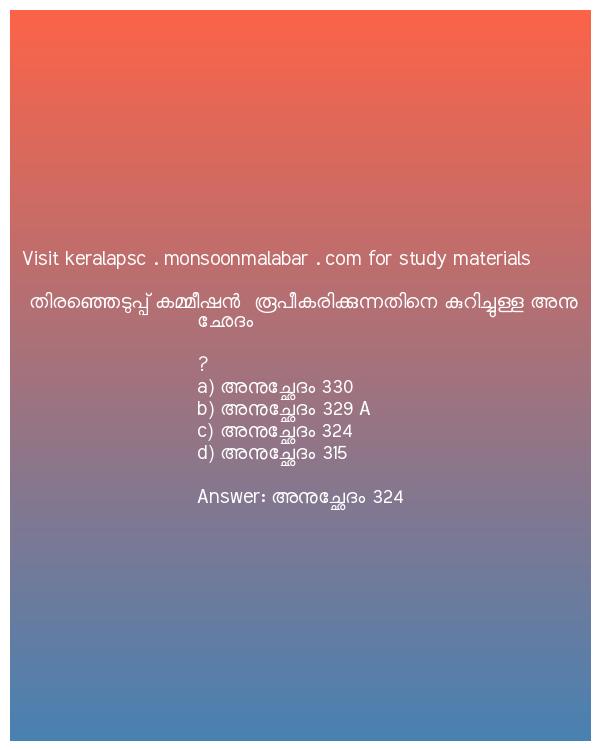 Visit keralapsc . monsoonmalabar . com for study materials
തിരഞ്ഞെടുപ്പ് കമ്മീഷൻ രൂപീകരിക്കുന്നതിനെ കുറിച്ചുള്ള അനു
ഛേദം
?
a) അനുച്ഛേദം 330
b) അനുച്ഛേദം 329 A
c) അനുച്ഛേദം 324
d) അനുച്ഛേദം 315
Answer: അനുച്ഛേദം 324